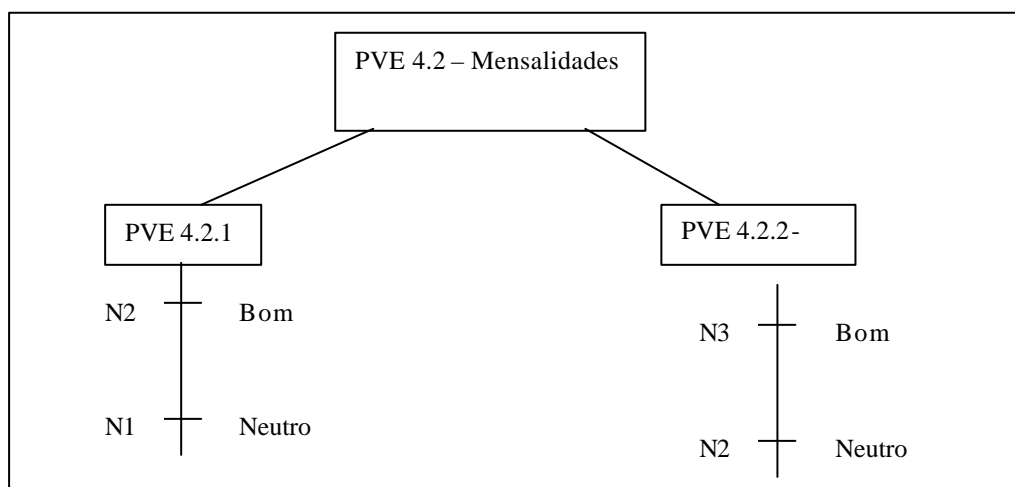 PVE 4.2 – Mensalidades
PVE 4.2.1
PVE 4.2.2-
N2 Bom
N1 Neutro
N3 Bom
N2 Neutro